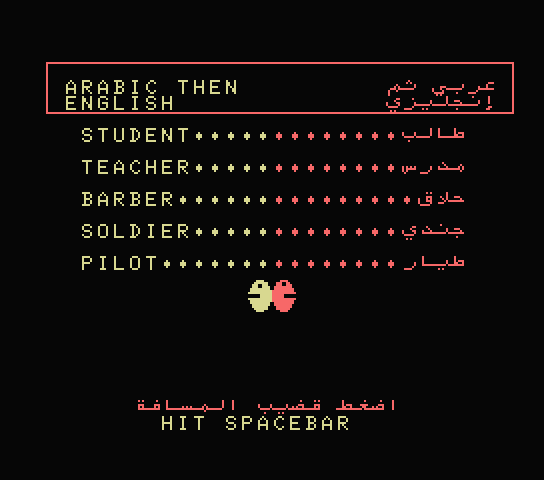 ARABIC THEN عربي ثم
ENGLISH إنجليزي
STUDENT طالب
TEACHER مدرس
BARBER حلاق
SOLDIER جندي
PILOT طيار
اضغط قضيب المسافة
HIT SPACEBAR